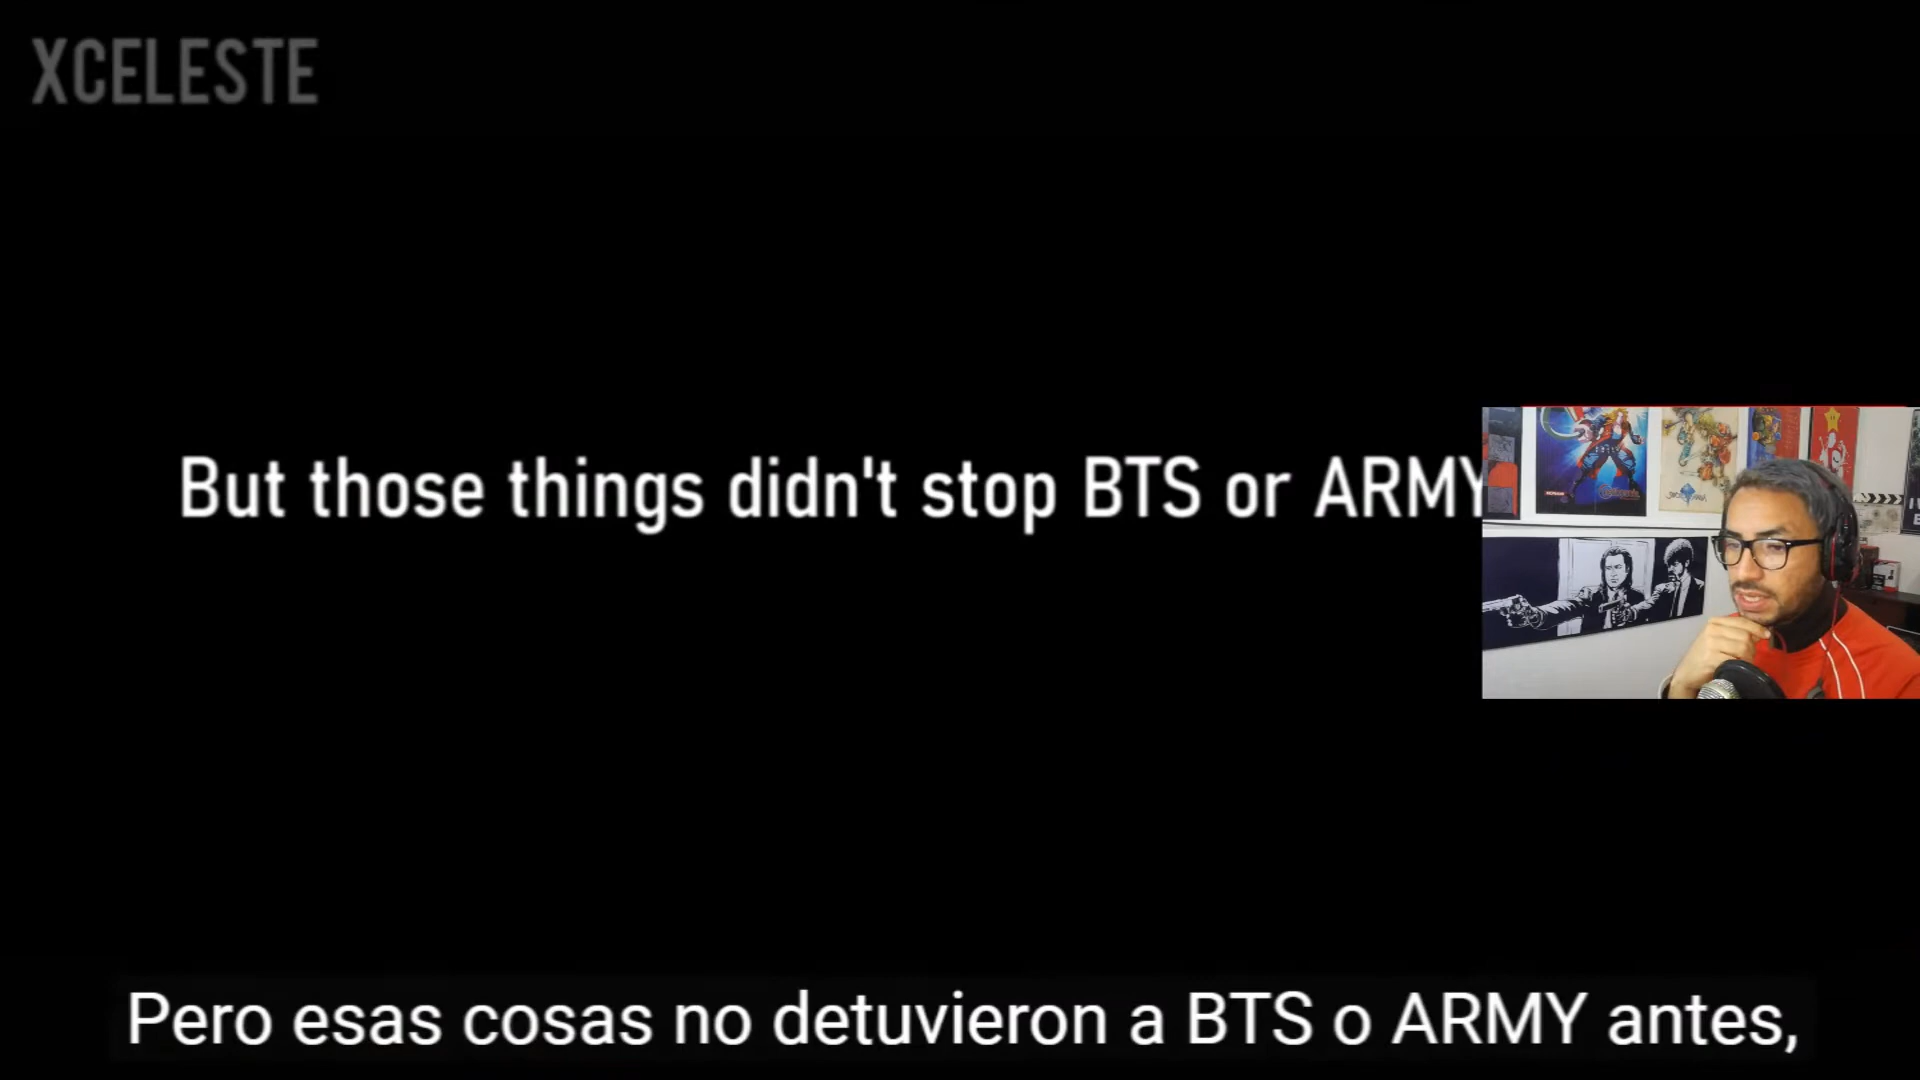 XCELESTE
But those things didn't stop BTS or ARMY
Pero esas cosas no detuvieron a BTS o ARMY antes,